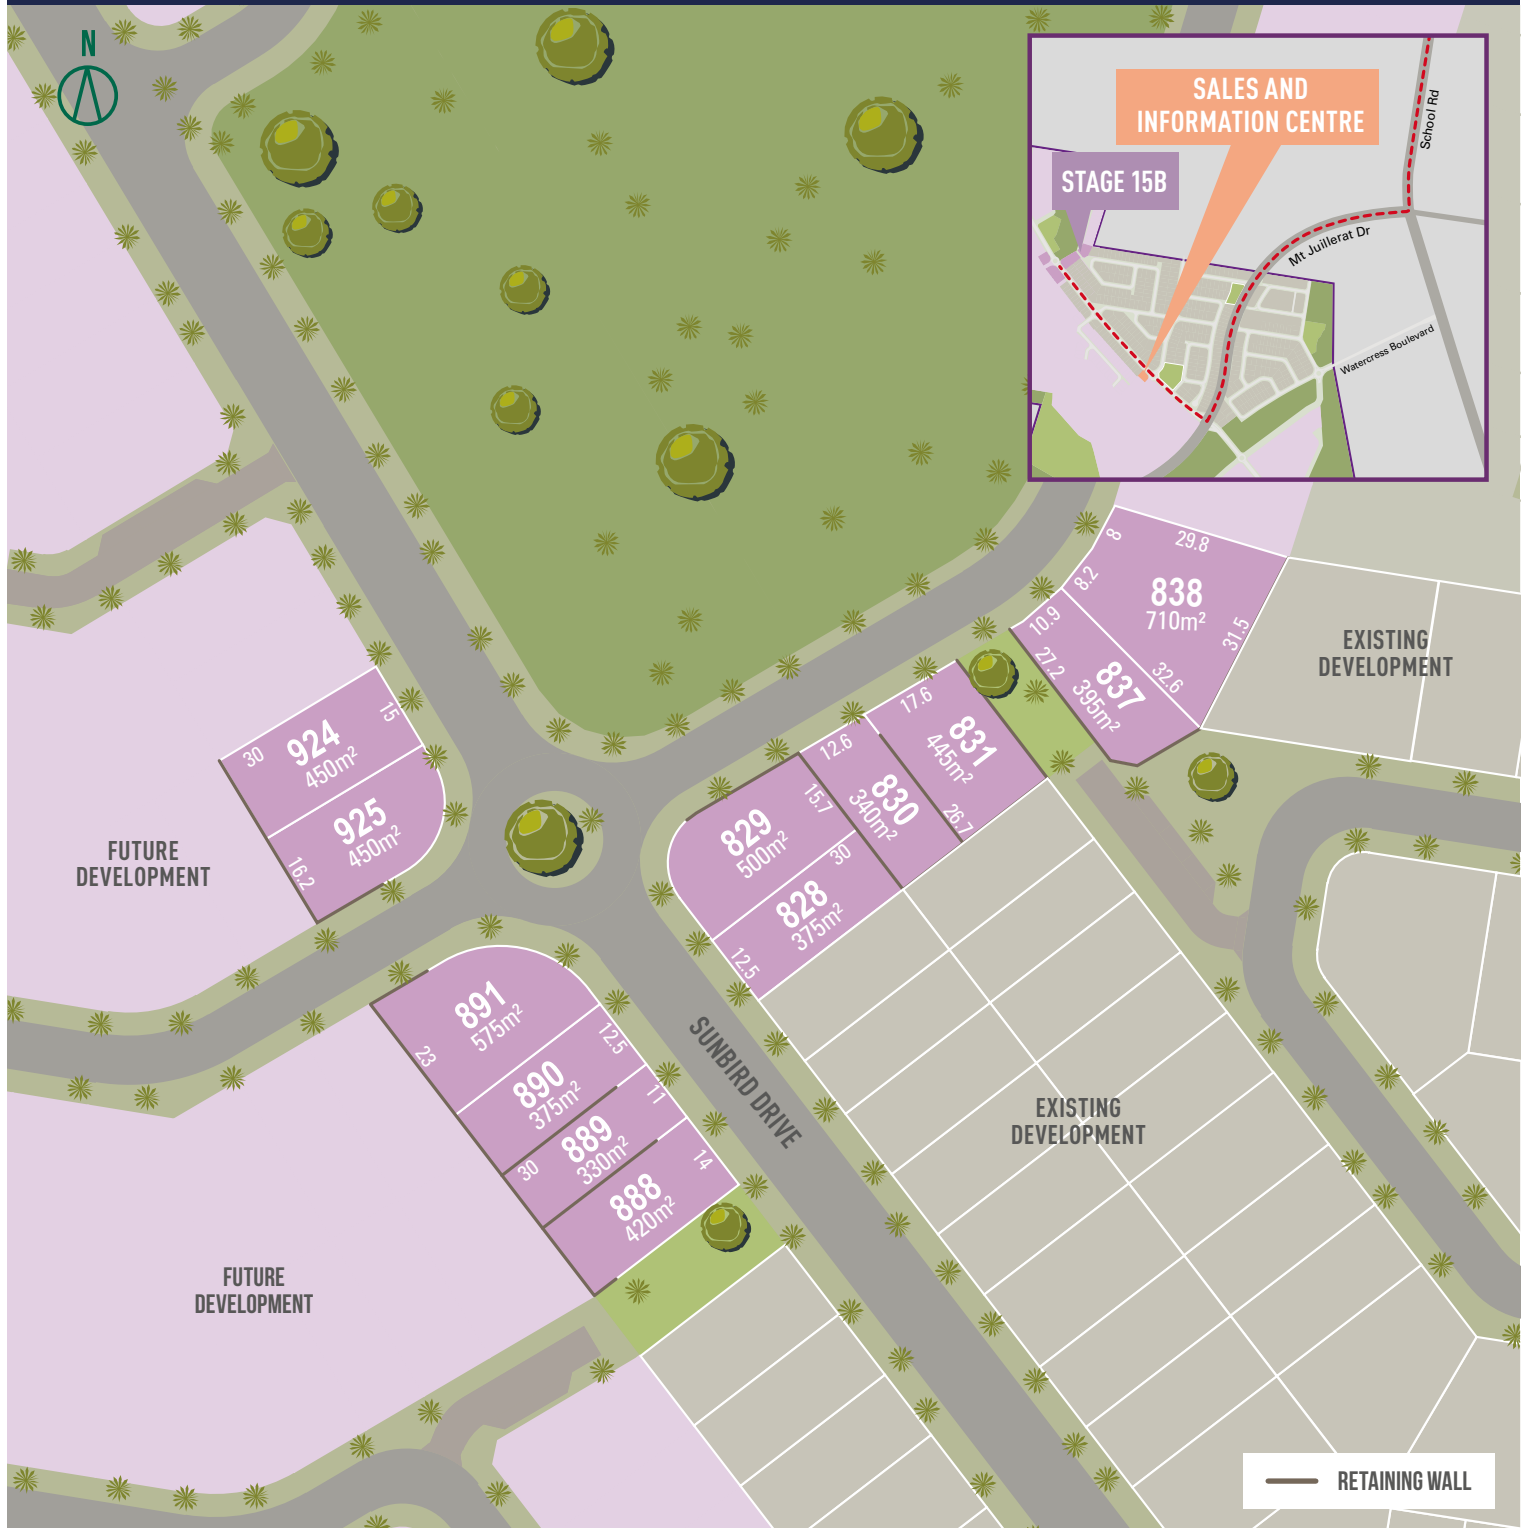 N
SALES AND
INFORMATION CENTRE
STAGE 15B
School Rd
Mt Juillerat Dr
Watercress Boulevard
8
29.8
8.2
838
710m²
31.5
10.9
27.2
837
395m²
32.6
EXISTING
DEVELOPMENT
17.6
831
445m²
26.7
12.6
830
340m²
15.7
829
500m²
30
828
375m²
12.5
15
30
924
450m²
925
450m²
16.2
FUTURE
DEVELOPMENT
891
575m²
23
12.5
890
375m²
11
889
330m²
30
14
888
420m²
SUNBIRD DRIVE
EXISTING
DEVELOPMENT
FUTURE
DEVELOPMENT
RETAINING WALL